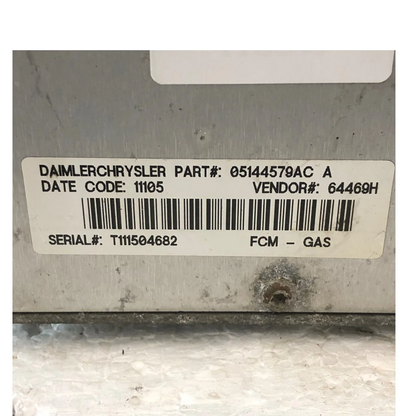 DAIMLERCHRYSLER PART#: 05144579AC A
DATE CODE: 11105 VENDOR#: 64469H
SERIAL#: T111504682 FCM - GAS